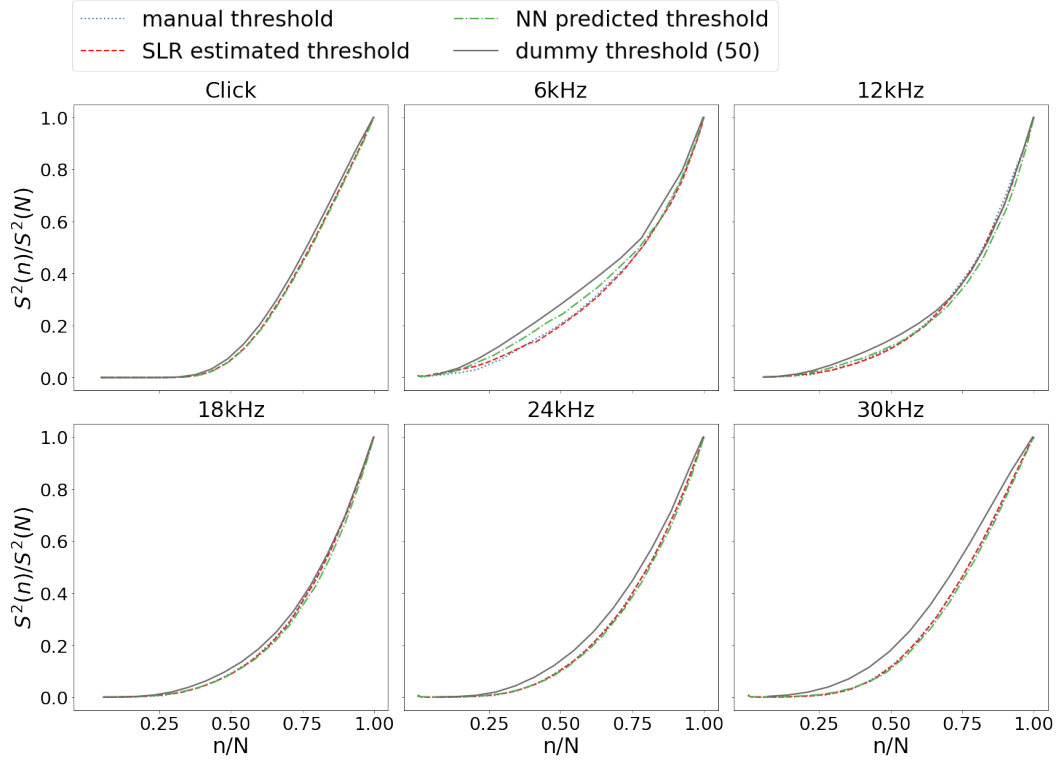 manual threshold
SLR estimated threshold
NN predicted threshold
dummy threshold (50)
Click
6kHz
12kHz
1.0
0.8
0.6
0.4
0.2
0.0
S²(n)/S²(N)
18kHz
24kHz
30kHz
1.0
0.8
0.6
0.4
0.2
0.0
S²(n)/S²(N)
0.25 0.50 0.75 1.00
0.25 0.50 0.75 1.00
0.25 0.50 0.75 1.00
n/N
n/N
n/N